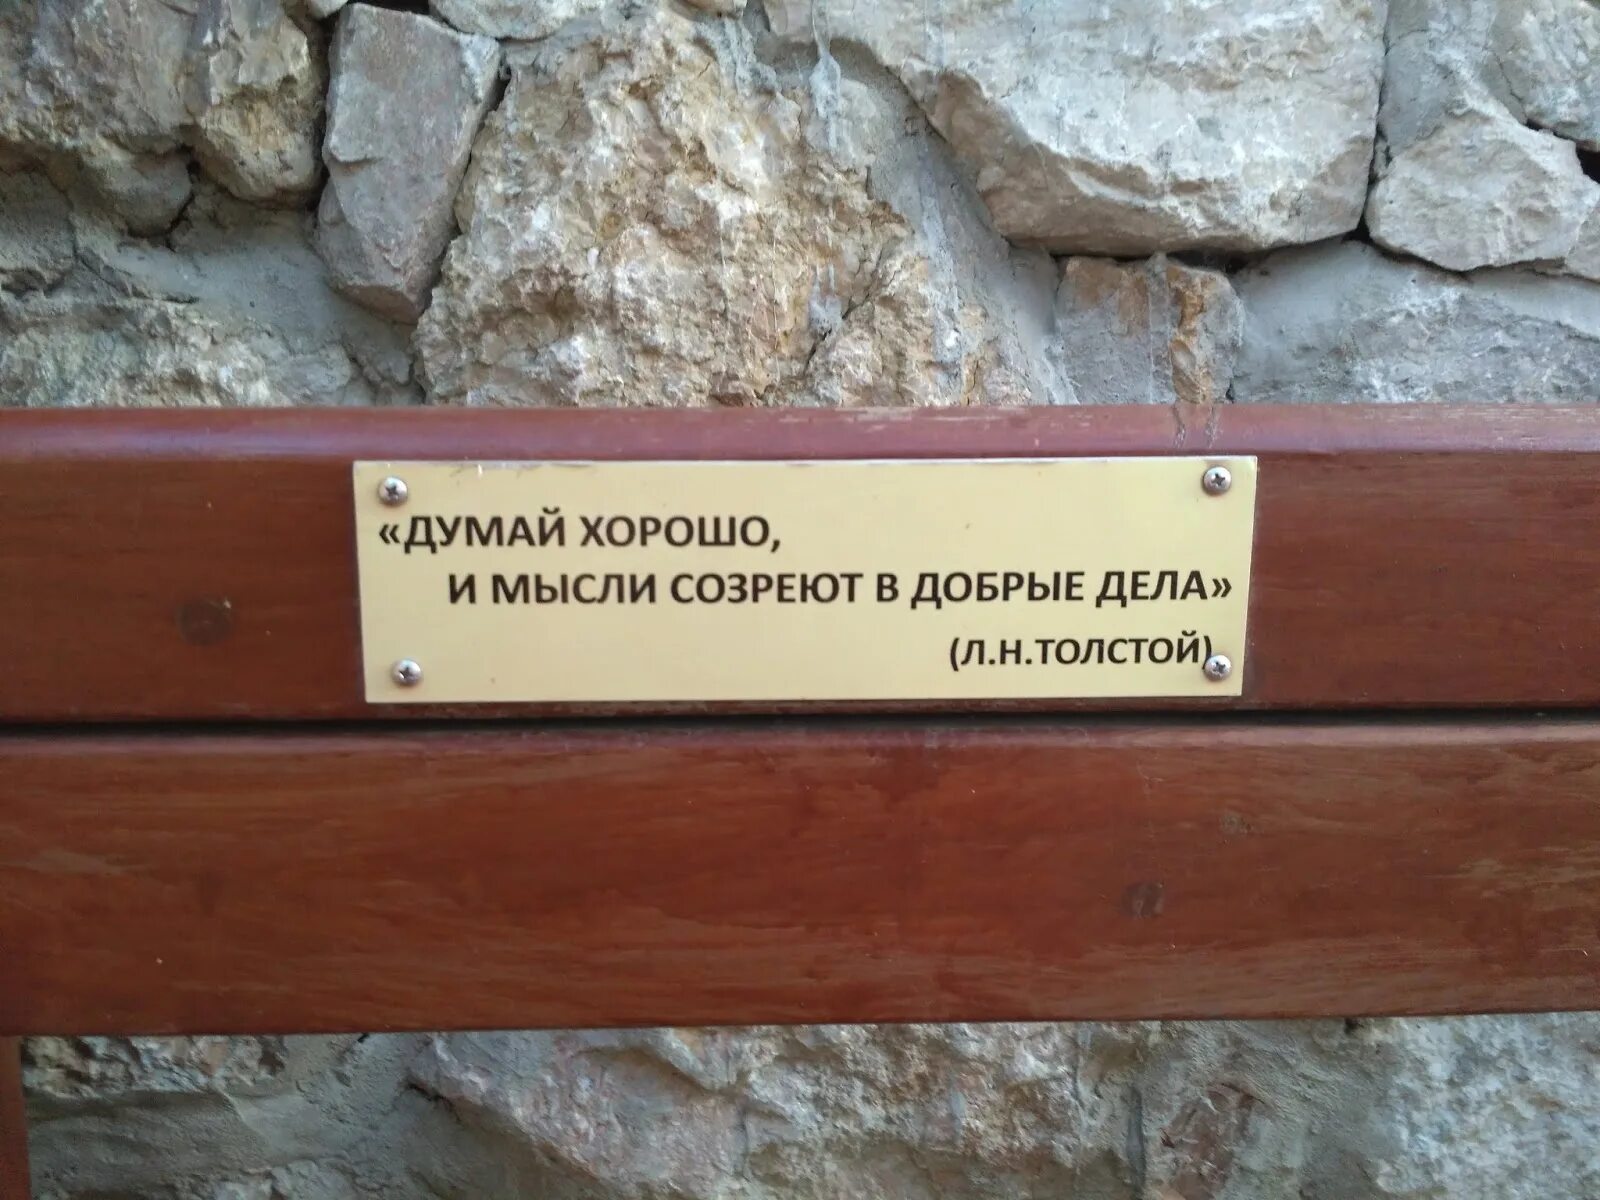 «ДУМАЙ ХОРОШО,
И МЫСЛИ СОЗРЕЮТ В ДОБРЫЕ ДЕЛА»
(Л.Н.ТОЛСТОЙ)